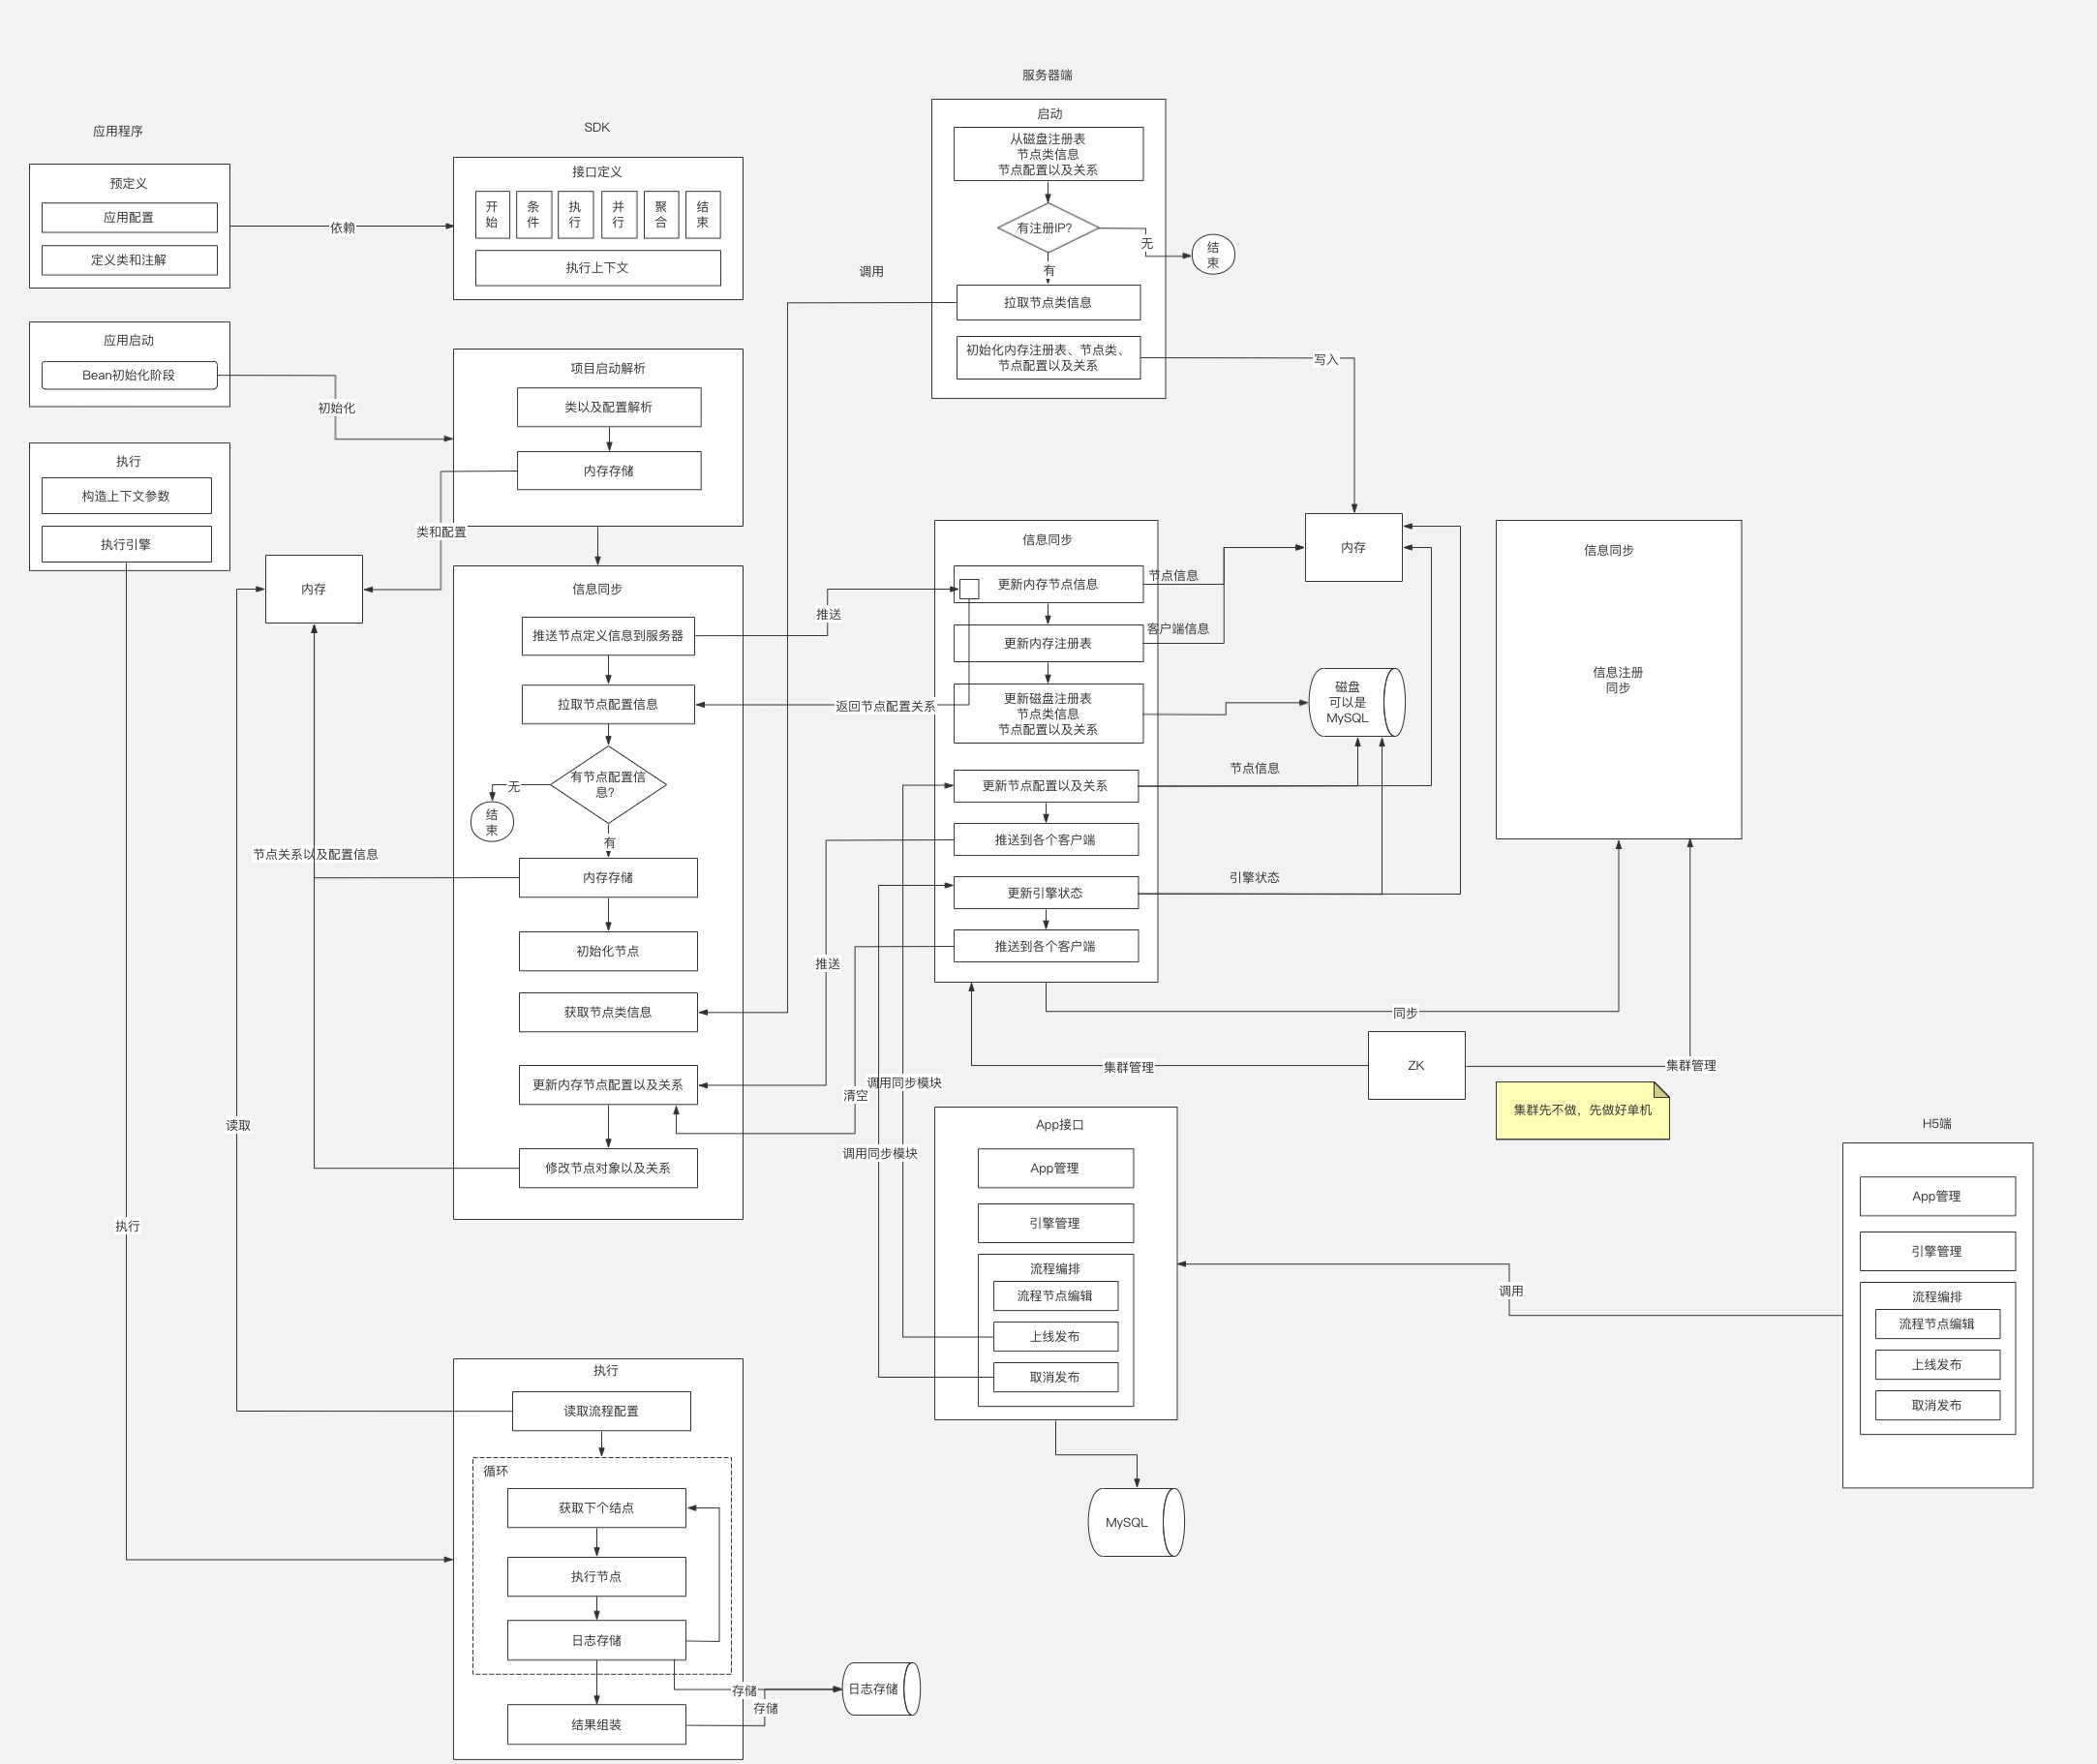 服务器端
SDK
应用程序
预定义
应用配置
定义类和注解
依赖
接口定义
开
始
条
件
执
行
并
行
聚
合
结
束
执行上下文
启动
从磁盘注册表
节点类信息
节点配置以及关系
有注册IP?
无
结
束
有
调用
拉取节点类信息
初始化内存注册表、节点类、
节点配置以及关系
写入
应用启动
Bean初始化阶段
初始化
项目启动解析
类以及配置解析
内存存储
类和配置
执行
构造上下文参数
执行引擎
内存
信息同步
推送节点定义信息到服务器
拉取节点配置信息
有节点配置信
息?
无
结
束
有
内存存储
节点关系以及配置信息
初始化节点
获取节点类信息
更新内存节点配置以及关系
修改节点对象以及关系
读取
执行
推送
返回节点配置关系
推送
清空
调用同步模块
调用同步模块
信息同步
更新内存节点信息
更新内存注册表
更新磁盘注册表
节点类信息
节点配置以及关系
更新节点配置以及关系
推送到各个客户端
更新引擎状态
推送到各个客户端
节点信息
客户端信息
内存
磁盘
可以是
MySQL
节点信息
引擎状态
信息同步
信息注册
同步
同步
集群管理
ZK
集群管理
集群先不做，先做好单机
App接口
App管理
引擎管理
流程编排
流程节点编辑
上线发布
取消发布
MySQL
调用
H5端
App管理
引擎管理
流程编排
流程节点编辑
上线发布
取消发布
执行
读取流程配置
循环
获取下个结点
执行节点
日志存储
结果组装
存储
存储
日志存储